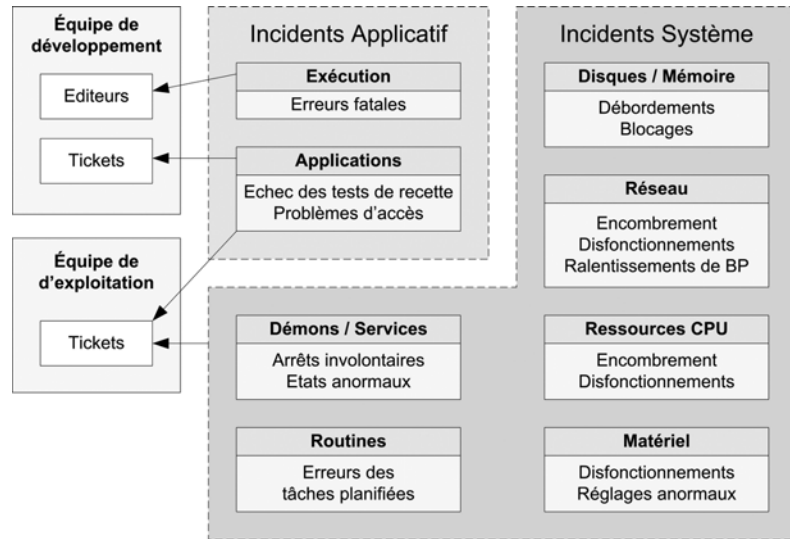 Équipe de
développement
Editeurs
Tickets
Équipe de
d'exploitation
Tickets
Incidents Applicatif
Exécution
Erreurs fatales
Applications
Echec des tests de recette
Problèmes d'accès
Incidents Système
Disques / Mémoire
Débordements
Blocages
Réseau
Encombrement
Disfonctionnements
Ralentissements de BP
Démons / Services
Arrêts involontaires
Etats anormaux
Ressources CPU
Encombrement
Disfonctionnements
Routines
Erreurs des
tâches planifiées
Matériel
Disfonctionnements
Réglages anormaux